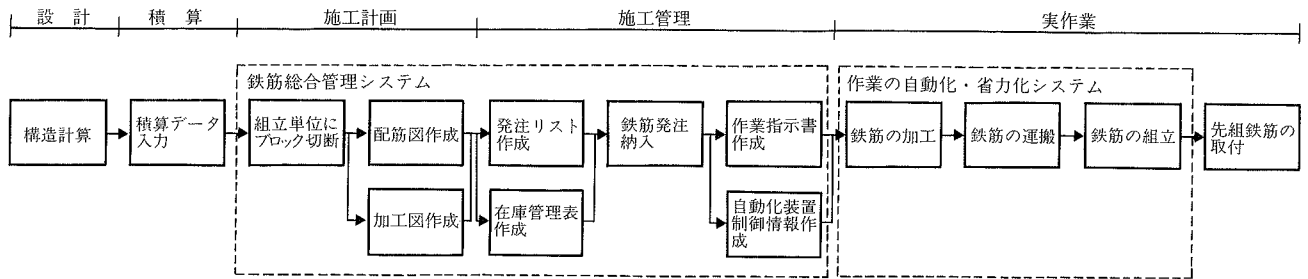 設計
積算
施工計画
施工管理
実作業
鉄筋総合管理システム
作業の自動化・省力化システム
構造計算
積算データ
入力
組立単位に
ブロック切断
配筋図作成
加工図作成
発注リスト
作成
在庫管理表
作成
鉄筋発注
納入
作業指示書
作成
自動化装置
制御情報作
成
鉄筋の加工
鉄筋の運搬
鉄筋の組立
先組鉄筋の
取付